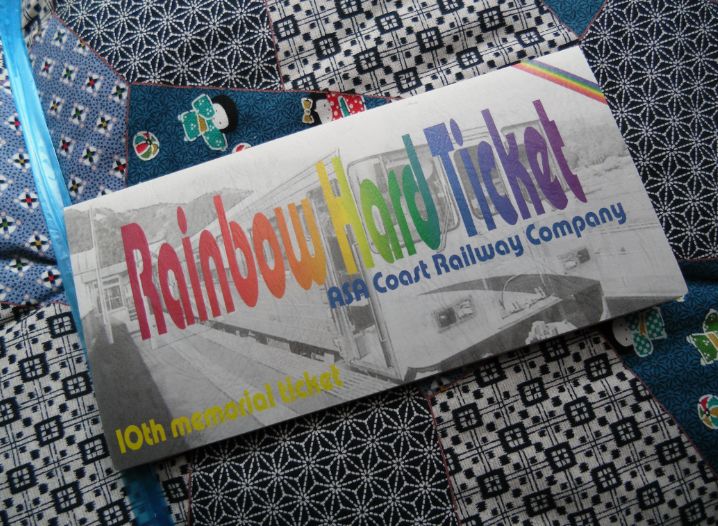 Rainbow Hard Ticket
ASA Coast Railway Company
10th memorial ticket